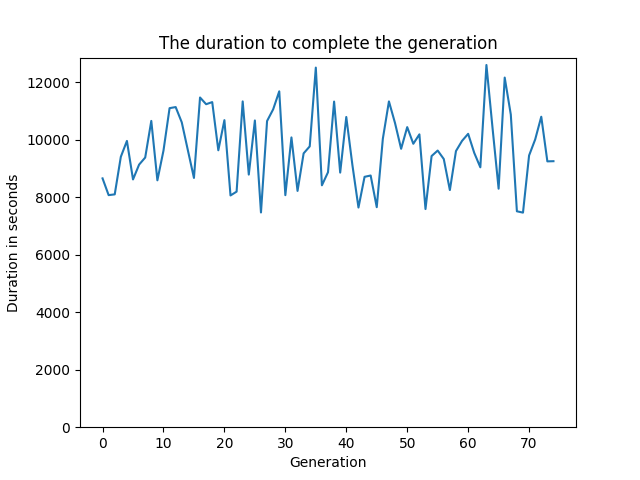 The duration to complete the generation
Duration in seconds
12000
10000
8000
6000
4000
2000
0
0 10 20 30 40 50 60 70
Generation